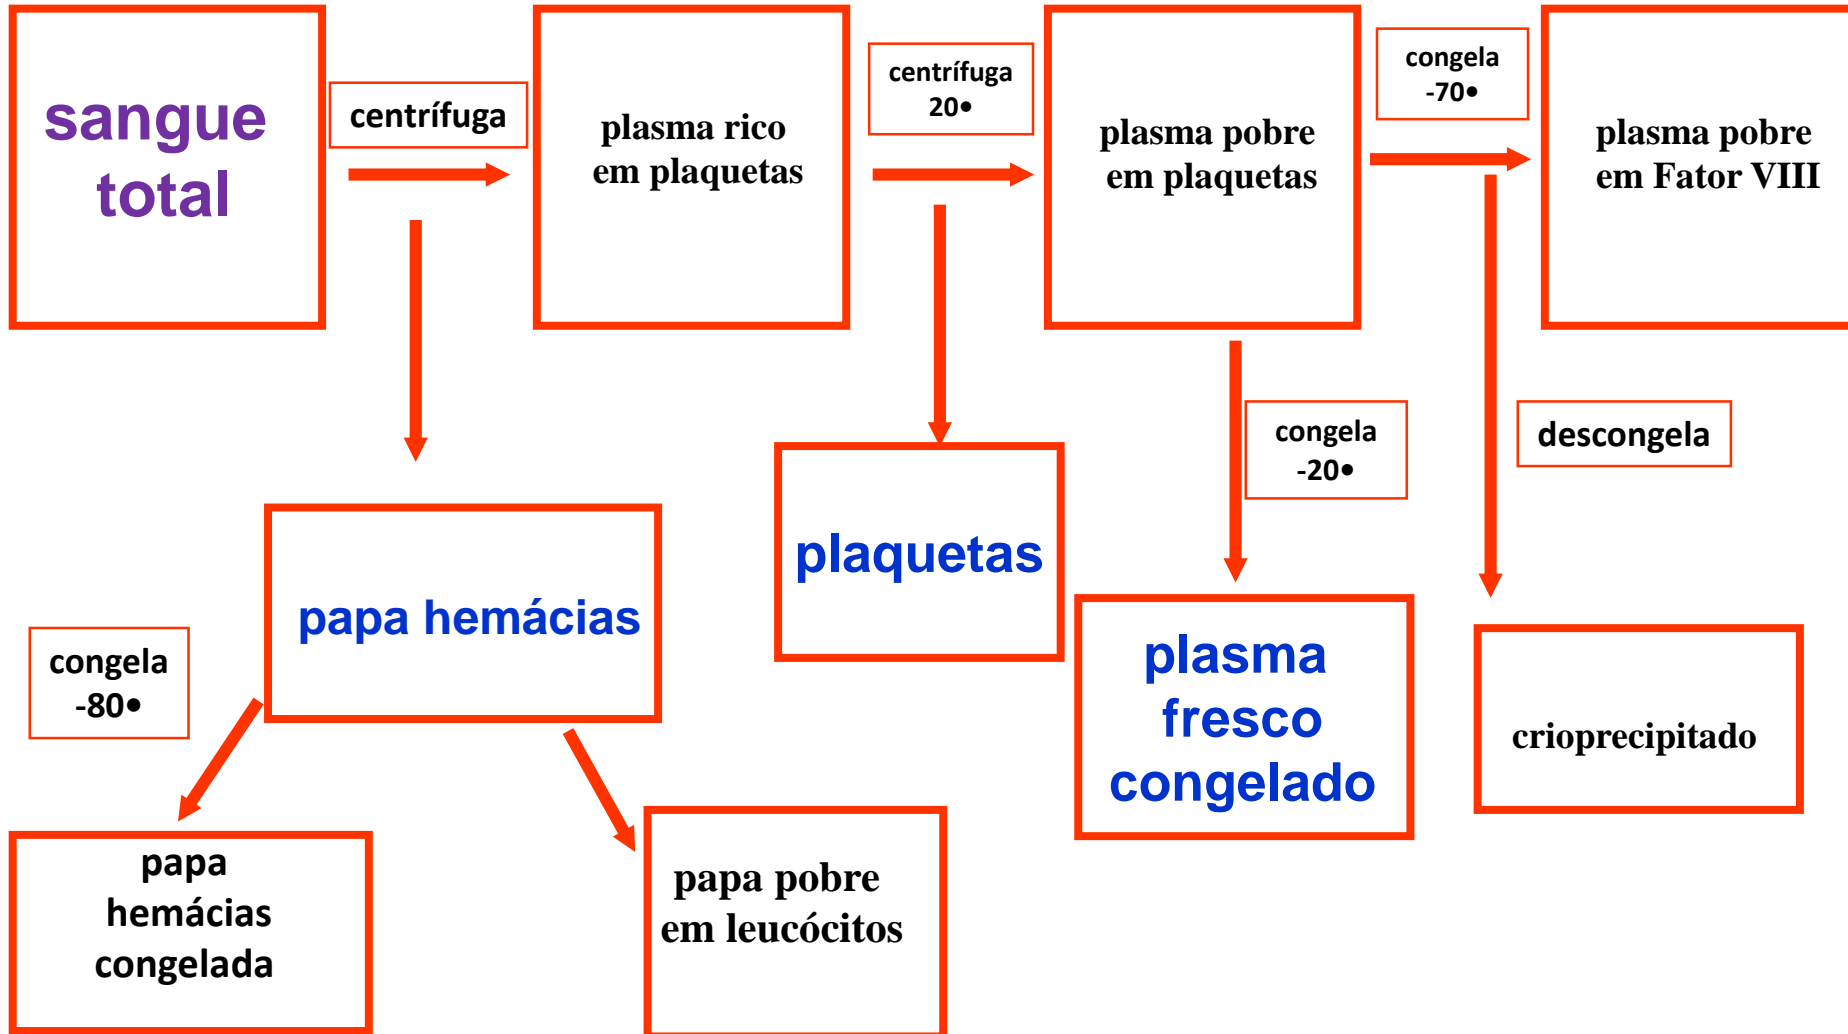 sangue
total
centrífuga
plasma rico
em plaquetas
centrífuga
20•
plasma pobre
em plaquetas
congela
-70•
plasma pobre
em Fator VIII
congela
-20•
descongela
plaquetas
papa hemácias
plasma
fresco
congelado
crioprecipitado
congela
-80•
papa
hemácias
congelada
papa pobre
em leucócitos